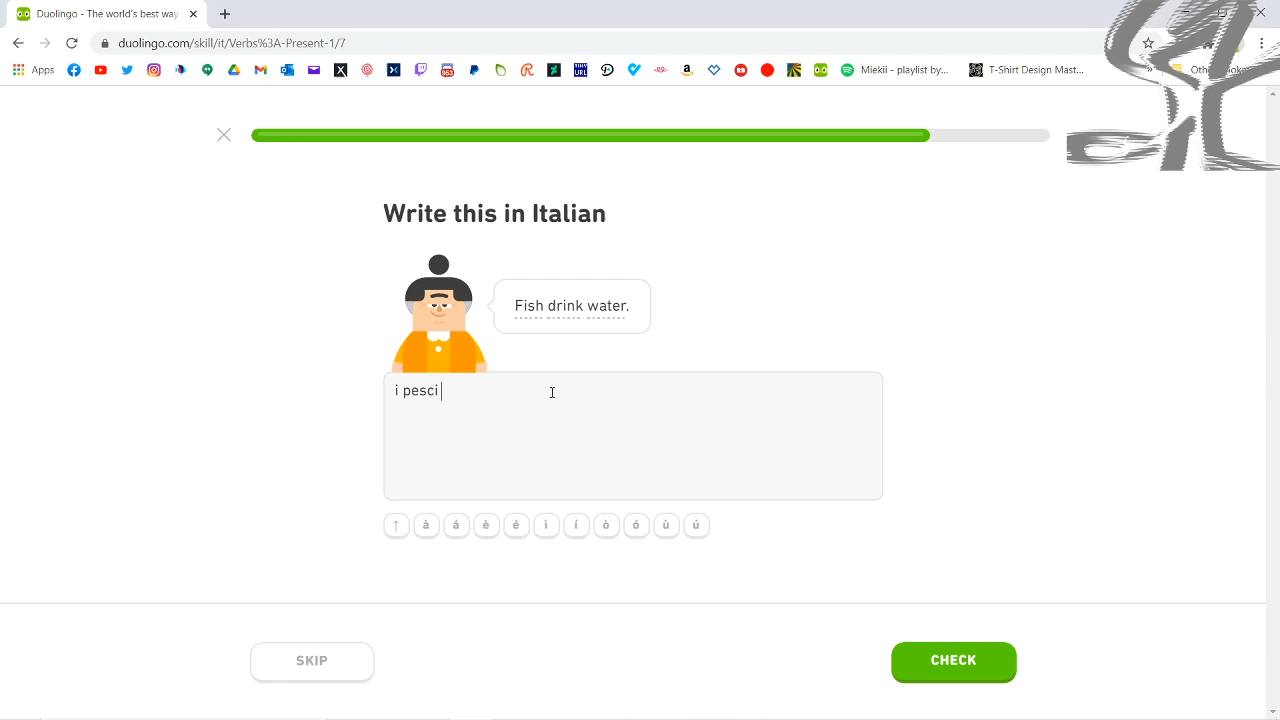 Duolingo - The world's best way
duolingo.com/skill/it/Verbs%3A-Present-1/7
Apps
Mieka - playlist by...
T-Shirt Design Mast...
»
Write this in Italian
Fish drink water.
i pesci
↑ à á è é ì í ò ó ù ú
SKIP
CHECK